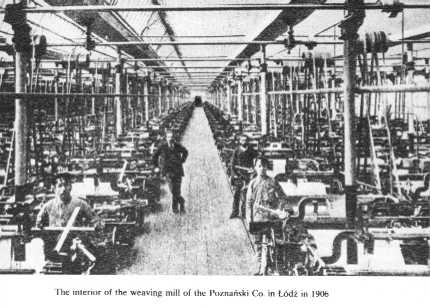 The interior of the weaving mill of the Poznański Co. in Łódź in 1906